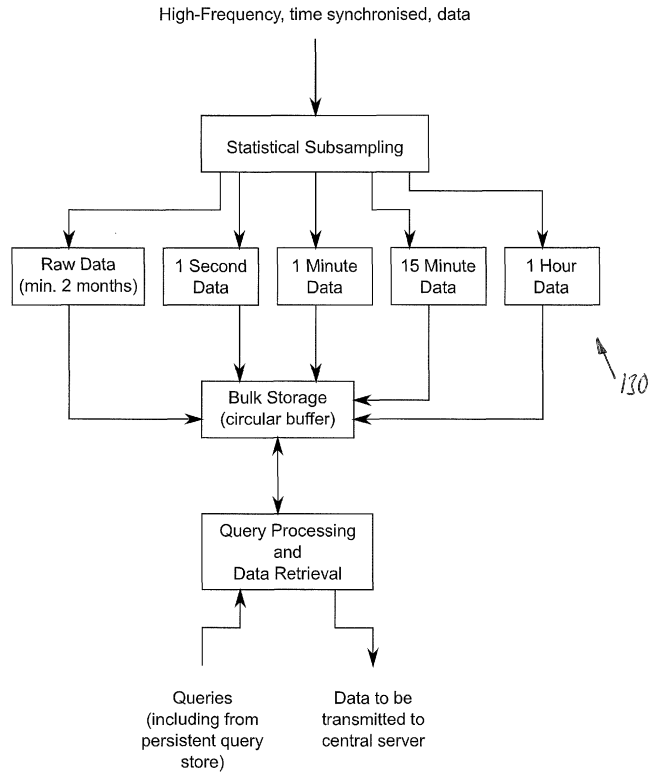 High-Frequency, time synchronised, data
Statistical Subsampling
Raw Data
(min. 2 months)
1 Second
Data
1 Minute
Data
15 Minute
Data
1 Hour
Data
130
Bulk Storage
(circular buffer)
Query Processing
and
Data Retrieval
Queries
(including from
persistent query
store)
Data to be
transmitted to
central server